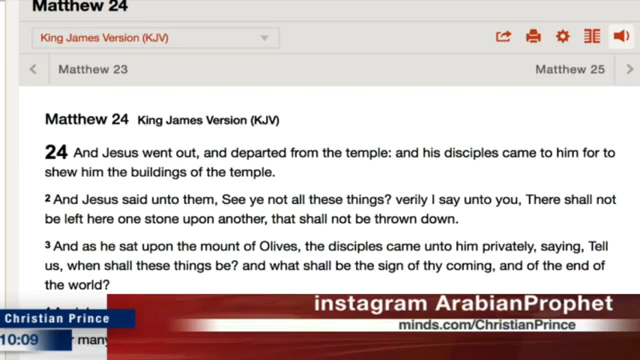 Matthew 24
King James Version (KJV)
Matthew 23
Matthew 25
Matthew 24 King James Version (KJV)
24 And Jesus went out, and departed from the temple: and his disciples came to him for to
shew him the buildings of the temple.
2 And Jesus said unto them, See ye not all these things? verily I say unto you, There shall not
be left here one stone upon another, that shall not be thrown down.
3 And as he sat upon the mount of Olives, the disciples came unto him privately, saying, Tell
us, when shall these things be? and what shall be the sign of thy coming, and of the end of
the world?
instagram ArabianProphet
Christian Prince
minds.com/ChristianPrince
10:09
many